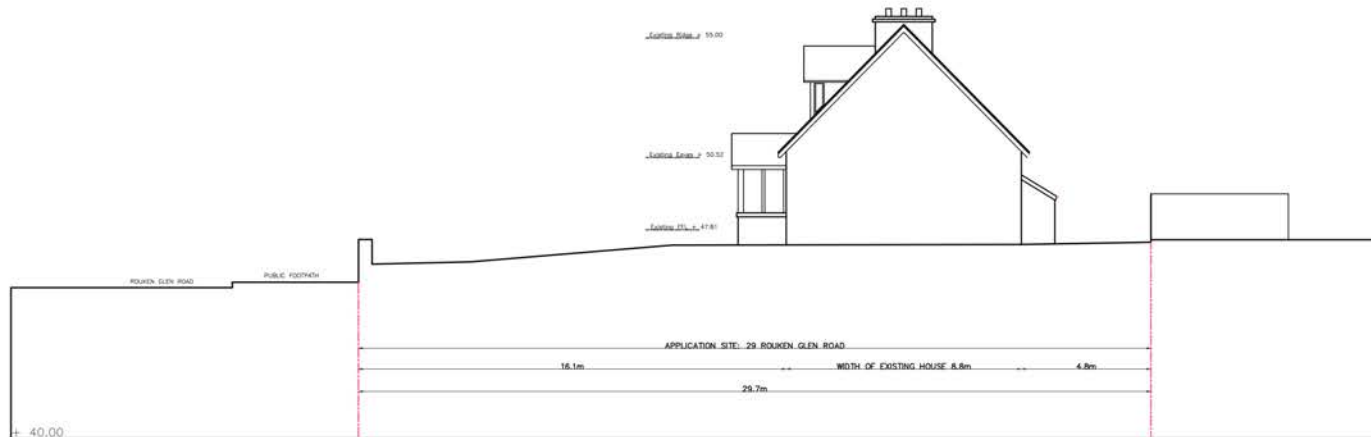 Existing Ridge + 55.00
Existing Eaves + 50.52
Existing FFL + 47.81
ROUKEN GLEN ROAD
PUBLIC FOOTPATH
APPLICATION SITE: 29 ROUKEN GLEN ROAD
16.1m
WIDTH OF EXISTING HOUSE 8.8m
4.8m
29.7m
+ 40.00